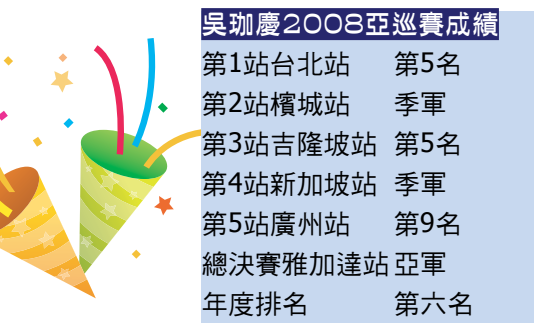 吳珈慶2008亞巡賽成績
第1站台北站 第5名
第2站檳城站 季軍
第3站吉隆坡站 第5名
第4站新加坡站 季軍
第5站廣州站 第9名
總決賽雅加達站 亞軍
年度排名 第六名